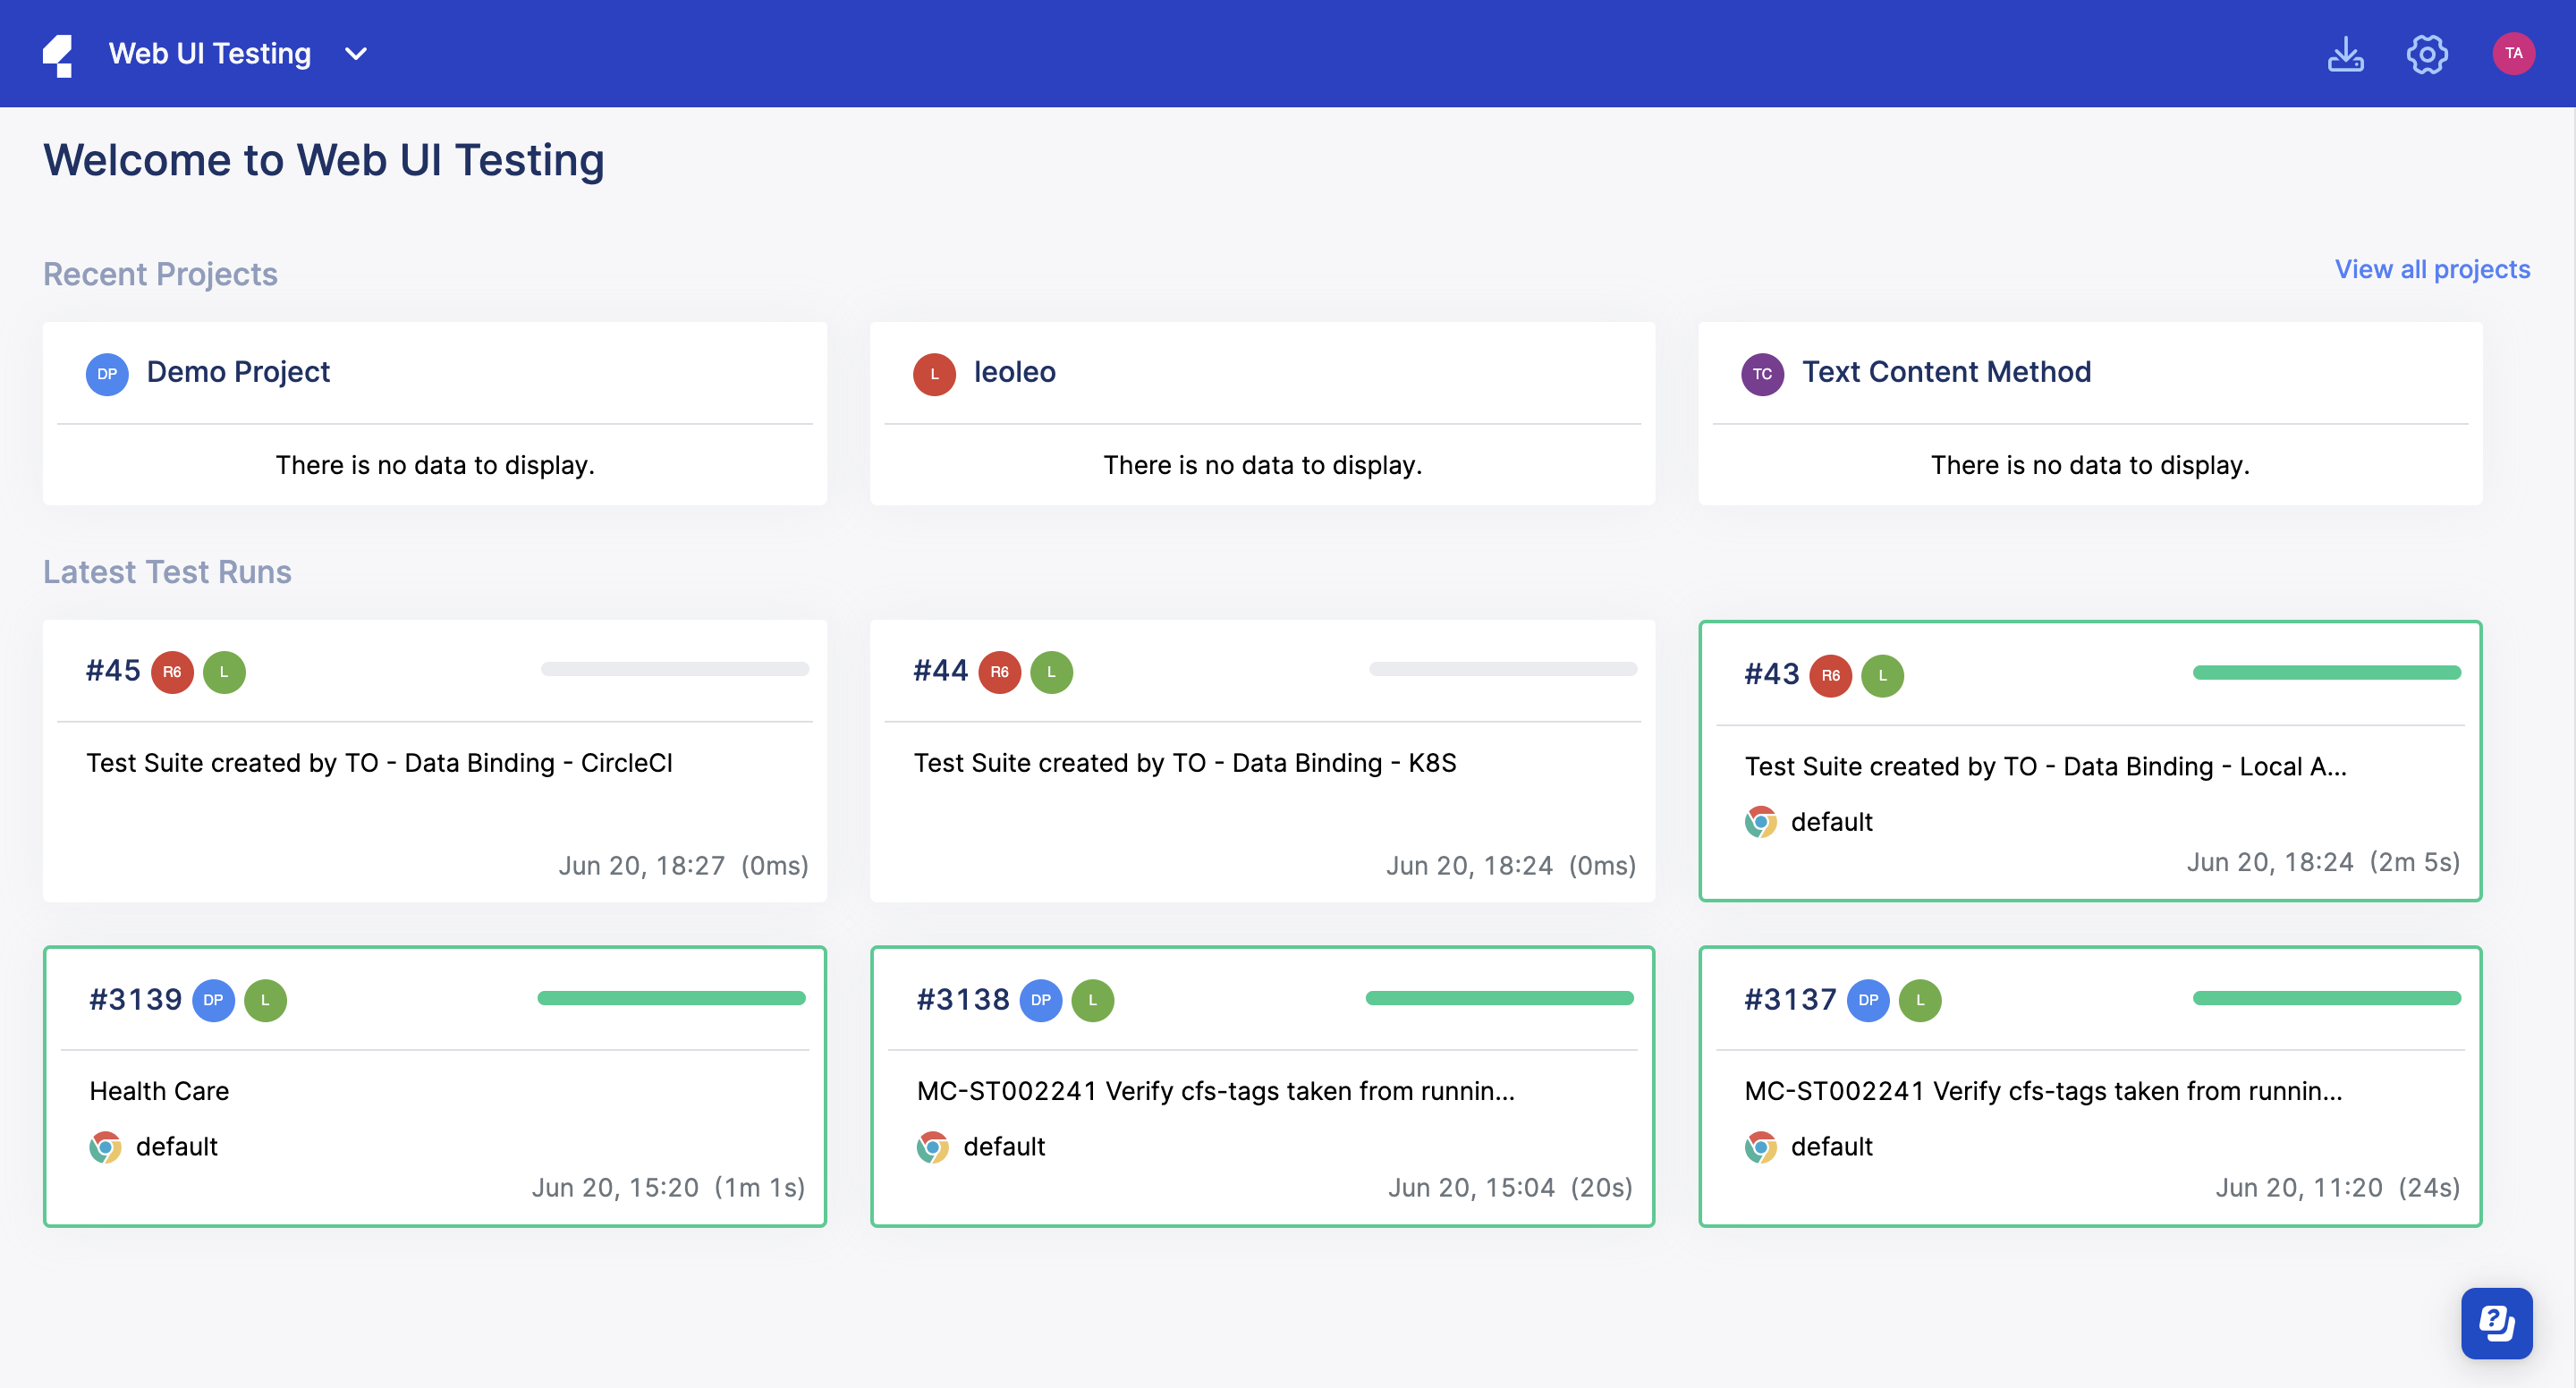 Web UI Testing
TA
Welcome to Web UI Testing
Recent Projects
View all projects
DP Demo Project
There is no data to display.
L leoleo
There is no data to display.
TC Text Content Method
There is no data to display.
Latest Test Runs
#45 R6 L
Test Suite created by TO - Data Binding - CircleCI
Jun 20, 18:27 (0ms)
#44 R6 L
Test Suite created by TO - Data Binding - K8S
Jun 20, 18:24 (0ms)
#43 R6 L
Test Suite created by TO - Data Binding - Local A...
default
Jun 20, 18:24 (2m 5s)
#3139 DP L
Health Care
default
Jun 20, 15:20 (1m 1s)
#3138 DP L
MC-ST002241 Verify cfs-tags taken from runnin...
default
Jun 20, 15:04 (20s)
#3137 DP L
MC-ST002241 Verify cfs-tags taken from runnin...
default
Jun 20, 11:20 (24s)
?